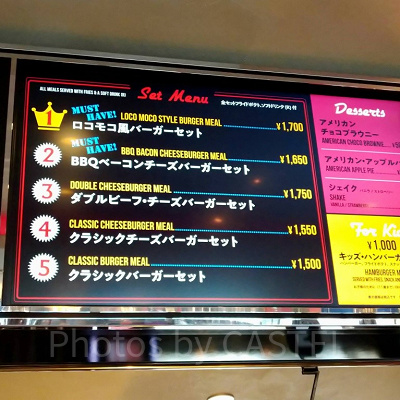 ALL MEALS SERVED WITH FRIES & A SOFT DRINK (R)
Set Menu
全セットフライドポテト、ソフトドリンク(R)付
1
MUST HAVE!
LOCO MOCO STYLE BURGER MEAL ¥1,700
ロコモコ風バーガーセット
2
MUST HAVE!
BBQ BACON CHEESEBURGER MEAL ¥1,650
BBQベーコンチーズバーガーセット
3
DOUBLE CHEESEBURGER MEAL ¥1,750
ダブルビーフ・チーズバーガーセット
4
CLASSIC CHEESEBURGER MEAL ¥1,550
クラシックチーズバーガーセット
5
CLASSIC BURGER MEAL ¥1,500
クラシックバーガーセット
Desserts
アメリカン
チョコブラウニー
AMERICAN CHOCO BROWNIE
アメリカン・アップルパ
AMERICAN APPLE PIE
シェイク
SHAKE
VANILLA / STRAWBERRY
For Ki
¥1,000
キッズ・ハンバーガ
HAMBURGER M
Photos by CASTEL